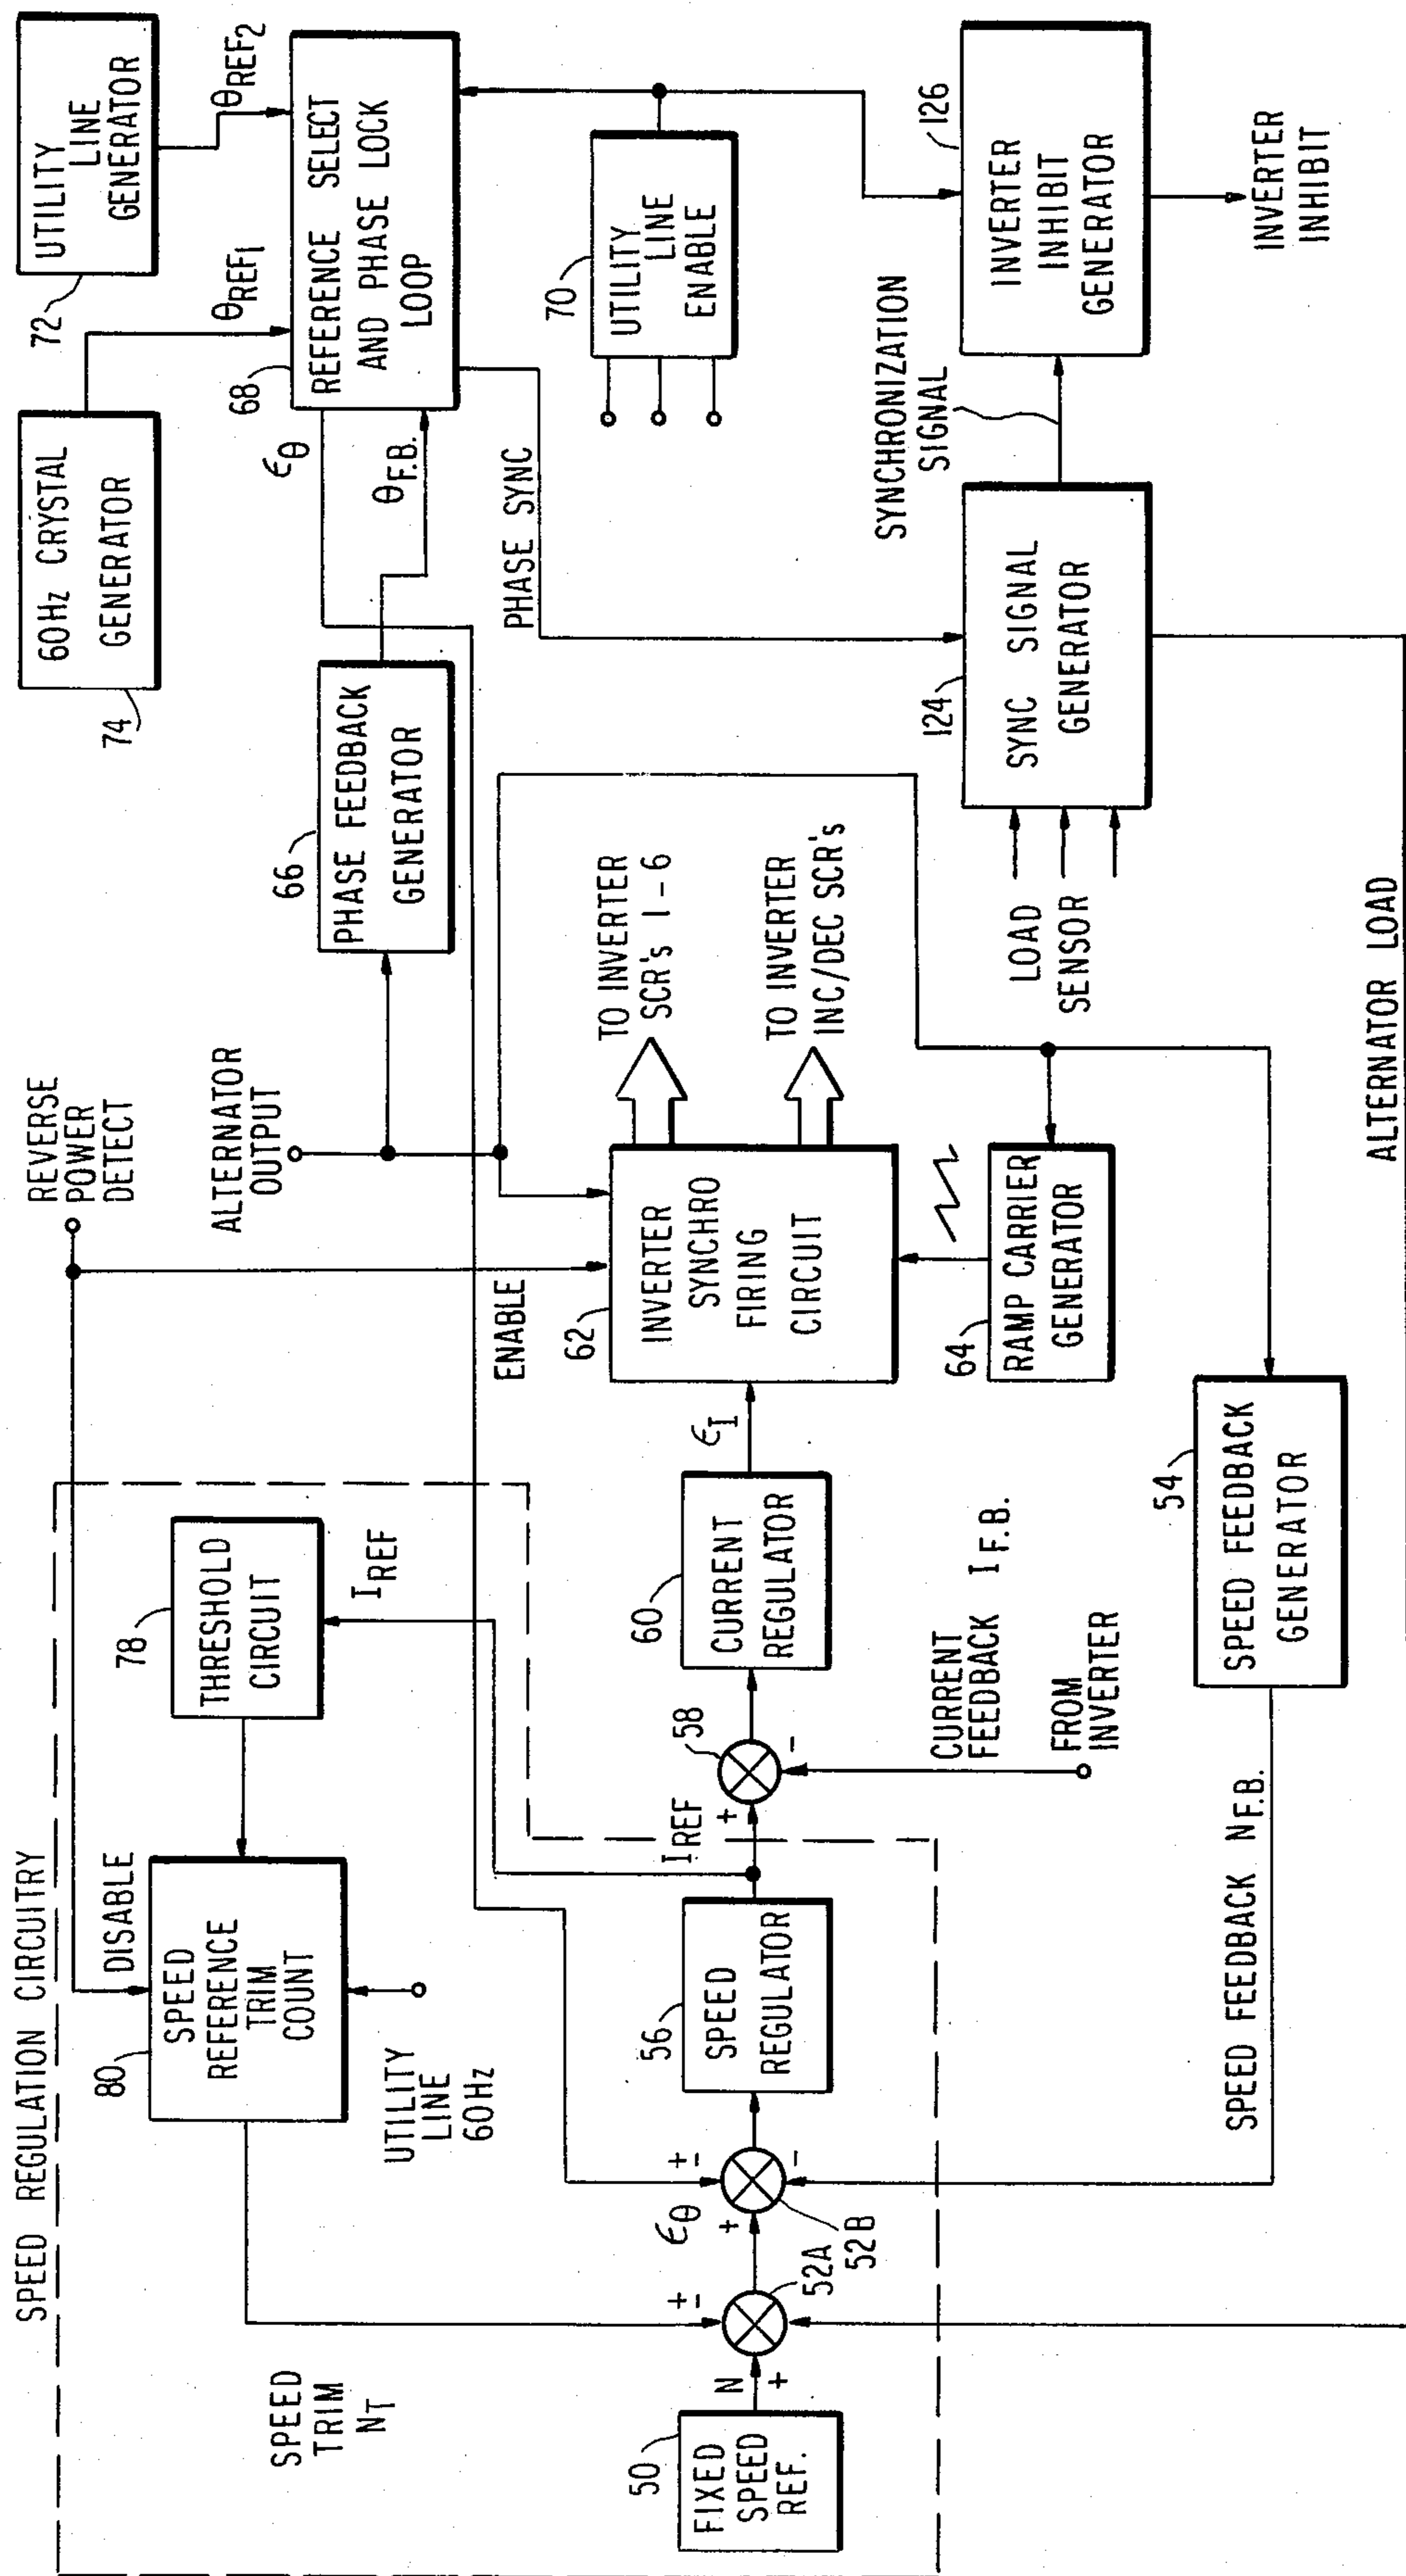 SPEED REGULATION CIRCUITRY
REVERSE
POWER
DETECT
60Hz CRYSTAL
GENERATOR
74
UTILITY
LINE
GENERATOR
72
SPEED
TRIM
NT
80
SPEED
REFERENCE
TRIM
COUNT
DISABLE
78
THRESHOLD
CIRCUIT
IREF
ALTERNATOR
OUTPUT
θREF1
θREF2
UTILITY
LINE
60Hz
66
PHASE FEEDBACK
GENERATOR
ϵθ
θF.B.
68
REFERENCE SELECT
AND PHASE LOCK
LOOP
ENABLE
PHASE SYNC
50
FIXED
SPEED
REF.
N
+
+
-
52A
ϵθ
+
+
-
-
52B
56
SPEED
REGULATOR
IREF
+
-
58
60
CURRENT
REGULATOR
ϵI
62
INVERTER
SYNCHRO
FIRING
CIRCUIT
TO INVERTER
SCR's 1-6
TO INVERTER
INC/DEC SCR's
70
UTILITY
LINE
ENABLE
CURRENT
FEEDBACK IF.B.
FROM
INVERTER
64
RAMP CARRIER
GENERATOR
LOAD
SENSOR
124
SYNC SIGNAL
GENERATOR
SYNCHRONIZATION
SIGNAL
126
INVERTER
INHIBIT
GENERATOR
INVERTER
INHIBIT
SPEED FEEDBACK NF.B.
54
SPEED FEEDBACK
GENERATOR
ALTERNATOR LOAD